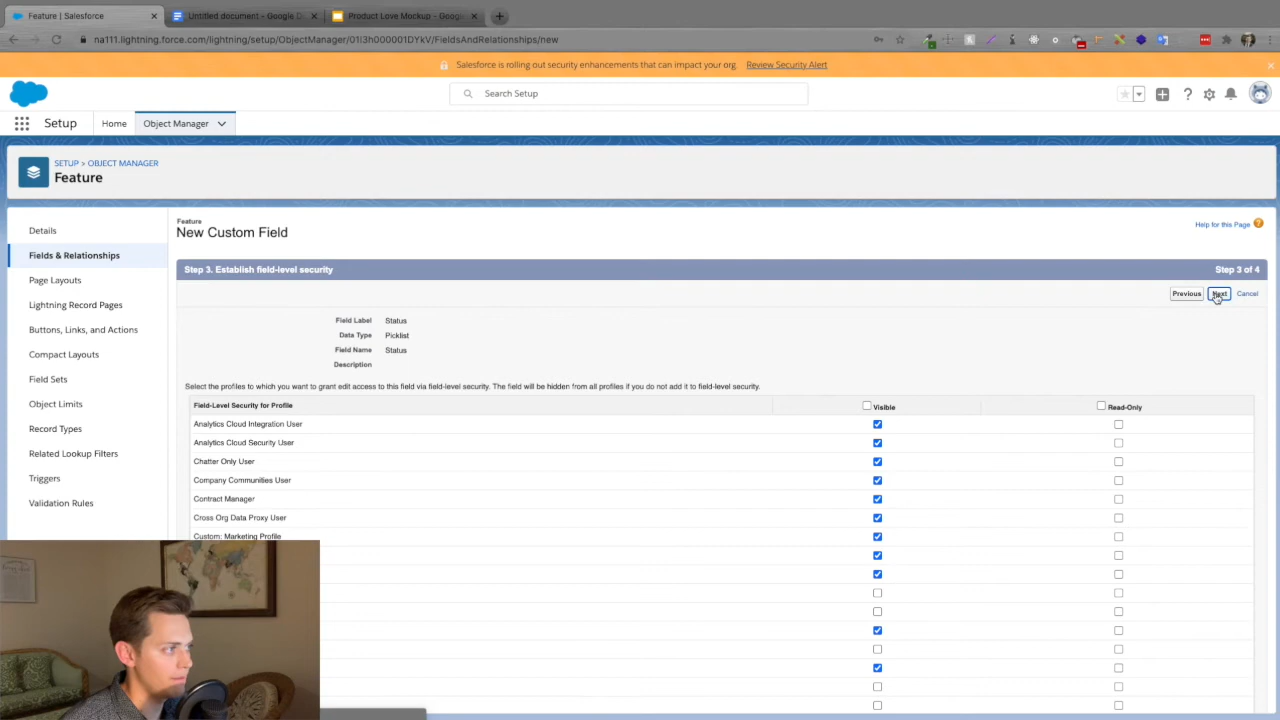 Feature | Salesforce
Untitled document - Google D
Product Love Mockup - Goog
na111.lightning.force.com/lightning/setup/ObjectManager/01I3h000001DYkV/FieldsAndRelationships/new
Salesforce is rolling out security enhancements that can impact your org. Review Security Alert
Search Setup
Setup Home Object Manager
SETUP > OBJECT MANAGER
Feature
Details
Fields & Relationships
Page Layouts
Lightning Record Pages
Buttons, Links, and Actions
Compact Layouts
Field Sets
Object Limits
Record Types
Related Lookup Filters
Triggers
Validation Rules
Feature
New Custom Field
Help for this Page
Step 3. Establish field-level security Step 3 of 4
Previous Next Cancel
Field Label Status
Data Type Picklist
Field Name Status
Description
Select the profiles to which you want to grant edit access to this field via field-level security. The field will be hidden from all profiles if you do not add it to field-level security.
Field-Level Security for Profile Visible Read-Only
Analytics Cloud Integration User
Analytics Cloud Security User
Chatter Only User
Company Communities User
Contract Manager
Cross Org Data Proxy User
Custom: Marketing Profile